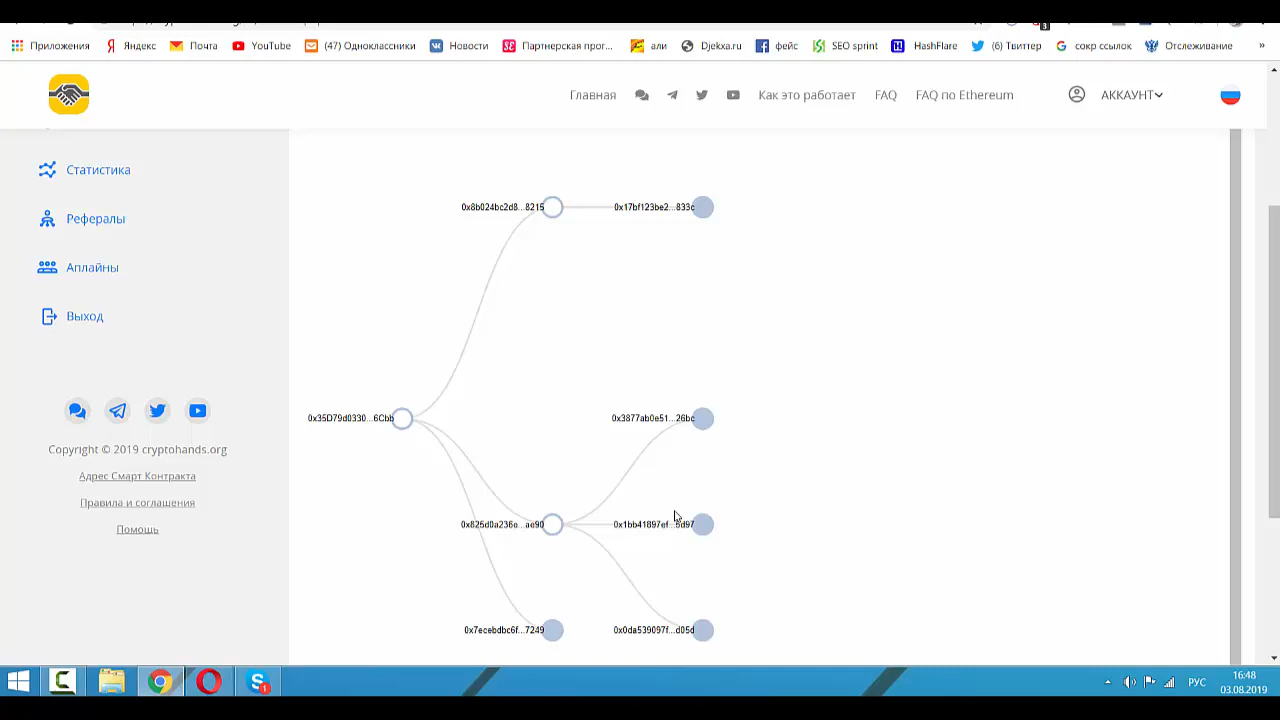 Приложения Яндекс Почта YouTube (47) Одноклассники Новости Партнерская прог... али Djekxa.ru фейс SEO sprint HashFlare (6) Твиттер сокр ссылок Отслеживание »
Главная Как это работает FAQ FAQ по Ethereum АККАУНТ
Статистика
Рефералы
Аплайны
Выход
Copyright © 2019 cryptohands.org
Адрес Смарт Контракта
Правила и соглашения
Помощь
0x8b024bc2d8...8215 0x17bf123be2...833c
0x35D79d0330...6Cbb 0x3877ab0e51...26bc
0x825d0a236e...ae90 0x1bb41897ef...5d97
0x7ecebdbc6f...7249 0x0da539097f...d05d
РУС 16:48
03.08.2019